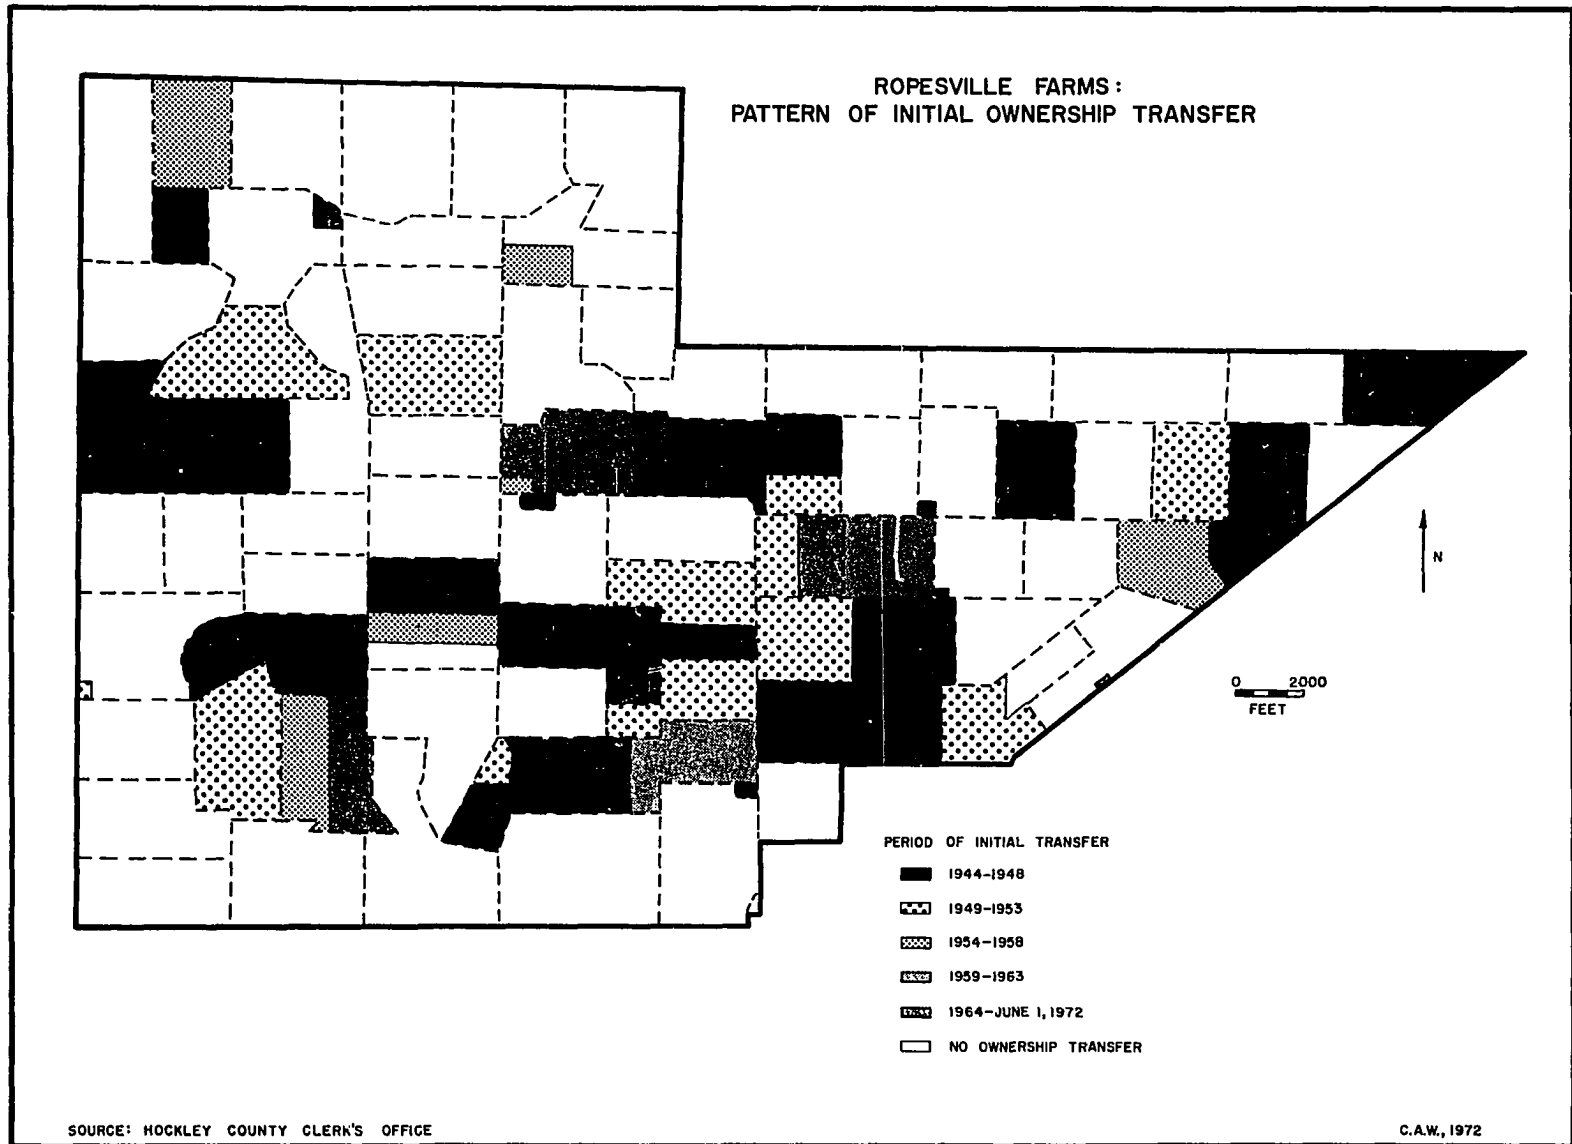 ROPESVILLE FARMS:
PATTERN OF INITIAL OWNERSHIP TRANSFER
N
0 2000
FEET
PERIOD OF INITIAL TRANSFER
1944-1948
1949-1953
1954-1958
1959-1963
1964-JUNE 1, 1972
NO OWNERSHIP TRANSFER
SOURCE: HOCKLEY COUNTY CLERK'S OFFICE
C.A.W., 1972